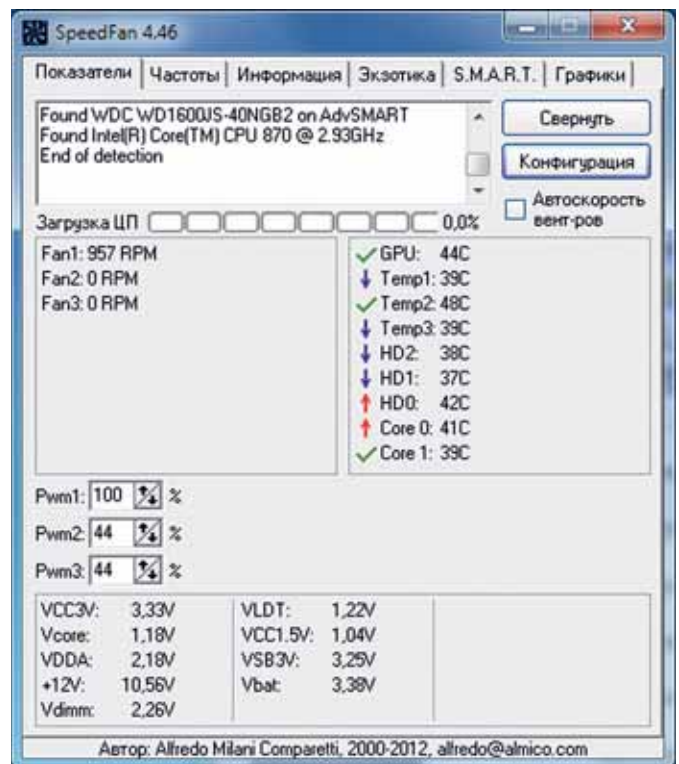 SpeedFan 4.46
Показатели Частоты Информация Экзотика S.M.A.R.T. Графики
Found WDC WD1600JS-40NGB2 on AdvSMART
Found Intel(R) Core(TM) CPU 870 @ 2.93GHz
End of detection
Свернуть
Конфигурация
Автоскорость
вент-ров
Загрузка ЦП 0,0%
Fan1: 957 RPM
Fan2: 0 RPM
Fan3: 0 RPM
GPU: 44C
Temp1: 39C
Temp2: 48C
Temp3: 39C
HD2: 38C
HD1: 37C
HD0: 42C
Core 0: 41C
Core 1: 39C
Pwm1: 100 %
Pwm2: 44 %
Pwm3: 44 %
VCC3V: 3,33V
Vcore: 1,18V
VDDA: 2,18V
+12V: 10,56V
Vdimm: 2,26V
VLDT: 1,22V
VCC1.5V: 1,04V
VSB3V: 3,25V
Vbat: 3,38V
Автор: Alfredo Milani Comparetti, 2000-2012, alfredo@almico.com